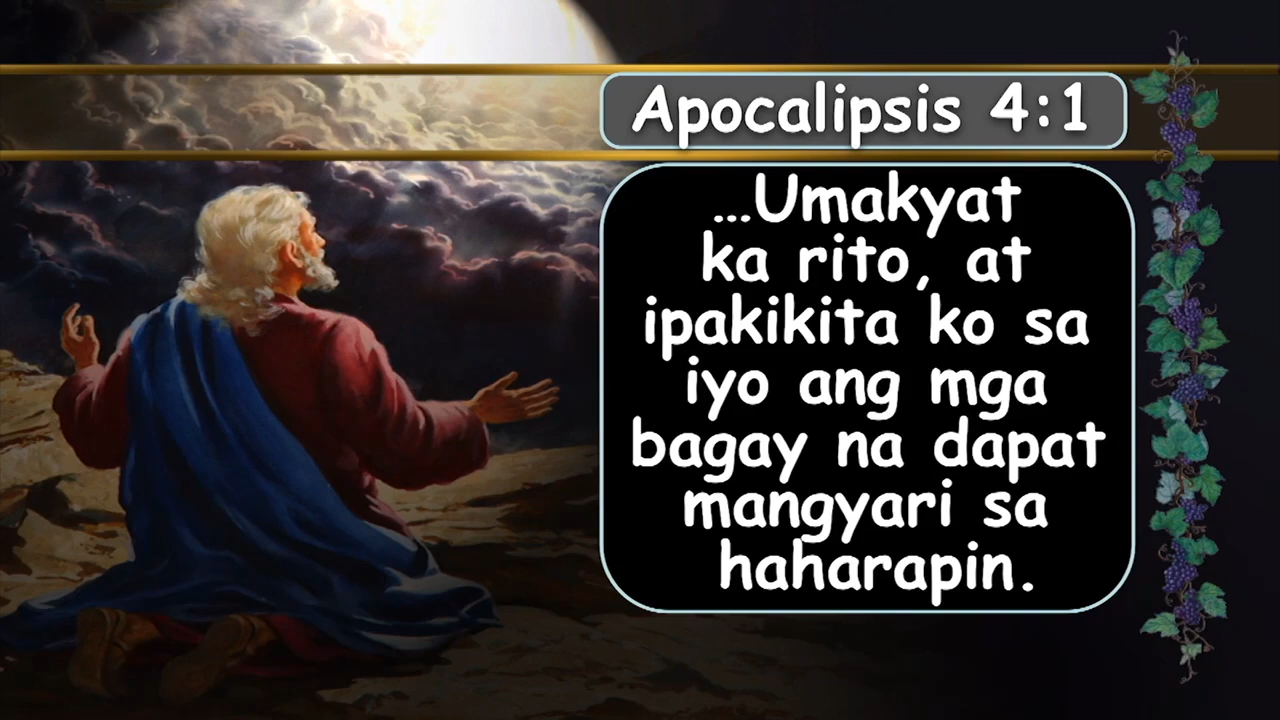 Apocalipsis 4:1
...Umakyat
ka rito, at
ipakikita ko sa
iyo ang mga
bagay na dapat
mangyari sa
haharapin.